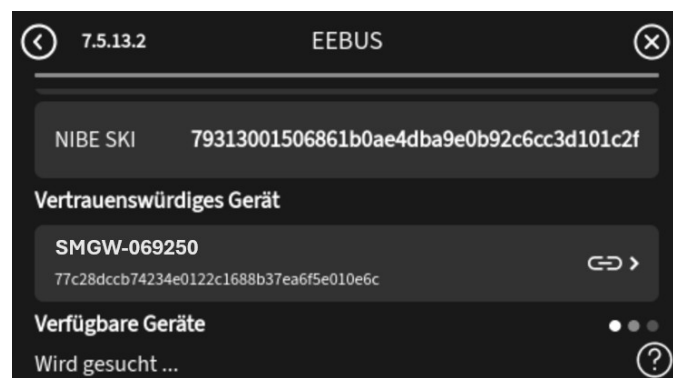 7.5.13.2 EEBUS
NIBE SKI 79313001506861b0ae4dba9e0b92c6cc3d101c2f
Vertrauenswürdiges Gerät
SMGW-069250
77c28dccb74234e0122c1688b37ea6f5e010e6c
Verfügbare Geräte
Wird gesucht ...